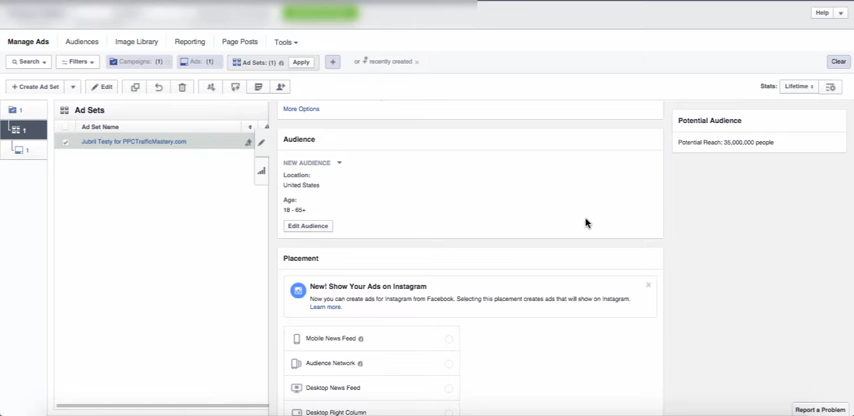 Help
Manage Ads Audiences Image Library Reporting Page Posts Tools
Search Filters Campaigns: (1) Ads: (1) Ad Sets: (1) Apply + or recently created × Clear
+ Create Ad Set Edit Stats: Lifetime
1
1
1
Ad Sets
Ad Set Name
Jubril Testy for PPCTrafficMastery.com
More Options
Audience
NEW AUDIENCE
Location:
United States
Age:
18 - 65+
Edit Audience
Placement
New! Show Your Ads on Instagram
Now you can create ads for Instagram from Facebook. Selecting this placement creates ads that will show on Instagram.
Learn more.
Mobile News Feed
Audience Network
Desktop News Feed
Desktop Right Column
Potential Audience
Potential Reach: 35,000,000 people
Report a Problem